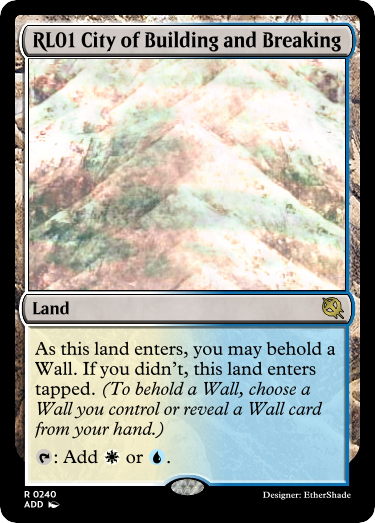 RL01 City of Building and Breaking
Land
As this land enters, you may behold a
Wall. If you didn't, this land enters
tapped. (To behold a Wall, choose a
Wall you control or reveal a Wall card
from your hand.)
: Add or .
R 0240
ADD
Designer: EtherShade